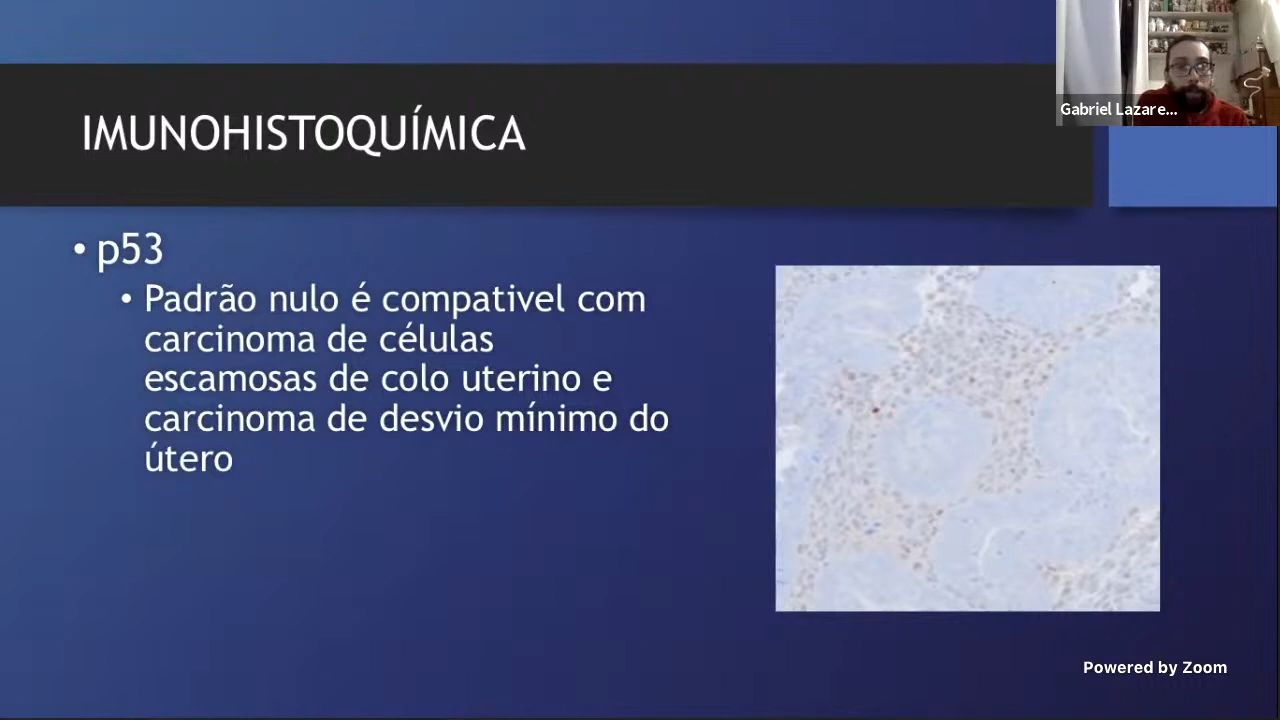 Gabriel Lazare...
IMUNOHISTOQUÍMICA
• p53
• Padrão nulo é compativel com
carcinoma de células
escamosas de colo uterino e
carcinoma de desvio mínimo do
útero
Powered by Zoom